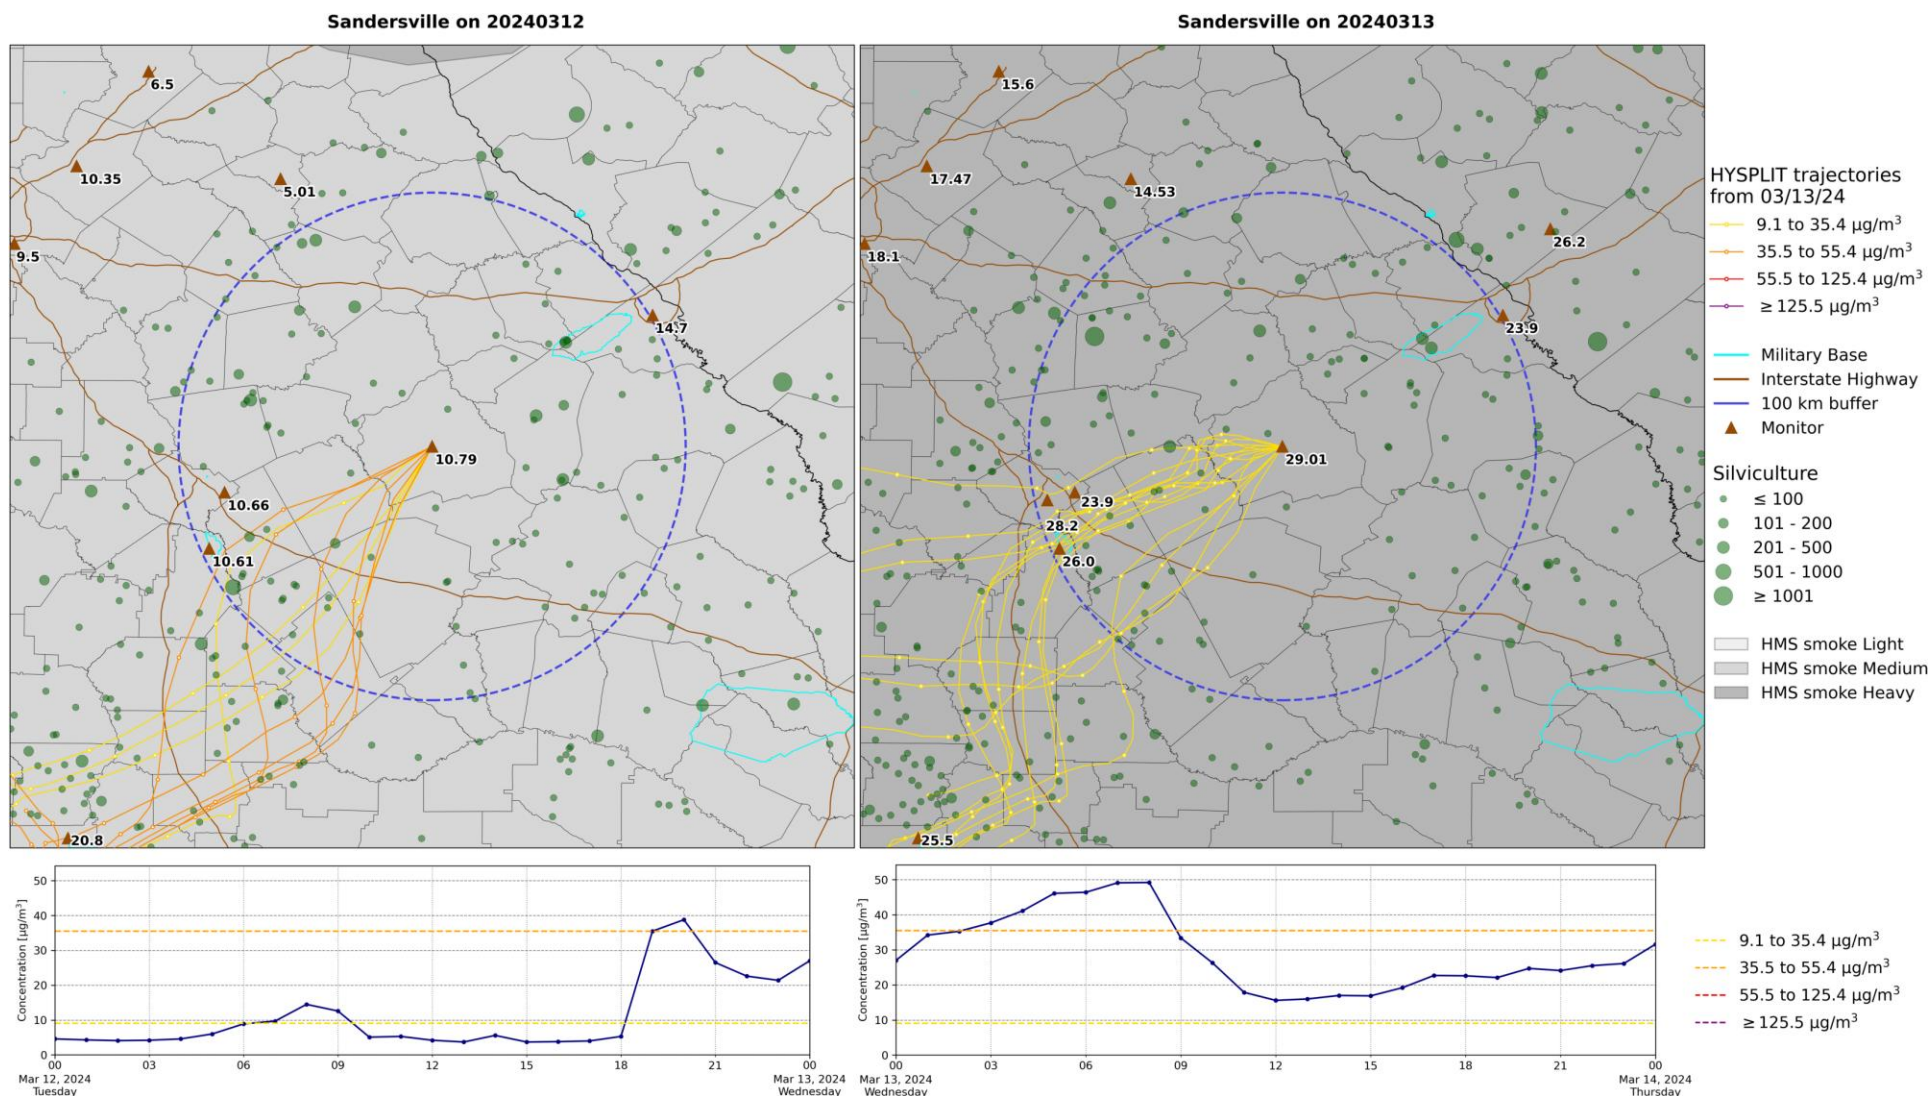 Sandersville on 20240312
6.5
10.35
5.01
9.5
14.7
10.79
10.66
10.61
20.8
Sandersville on 20240313
15.6
17.47
14.53
26.2
18.1
23.9
29.01
23.9
28.2
26.0
25.5
HYSPLIT trajectories
from 03/13/24
9.1 to 35.4 µg/m³
35.5 to 55.4 µg/m³
55.5 to 125.4 µg/m³
≥ 125.5 µg/m³
Military Base
Interstate Highway
100 km buffer
Monitor
Silviculture
≤ 100
101 - 200
201 - 500
501 - 1000
≥ 1001
HMS smoke Light
HMS smoke Medium
HMS smoke Heavy
Concentration [µg/m³]
50
40
30
20
10
0
00 03 06 09 12 15 18 21 00
Mar 12, 2024 Mar 13, 2024
Tuesday Wednesday
Concentration [µg/m³]
50
40
30
20
10
0
00 03 06 09 12 15 18 21 00
Mar 13, 2024 Mar 14, 2024
Wednesday Thursday
9.1 to 35.4 µg/m³
35.5 to 55.4 µg/m³
55.5 to 125.4 µg/m³
≥ 125.5 µg/m³